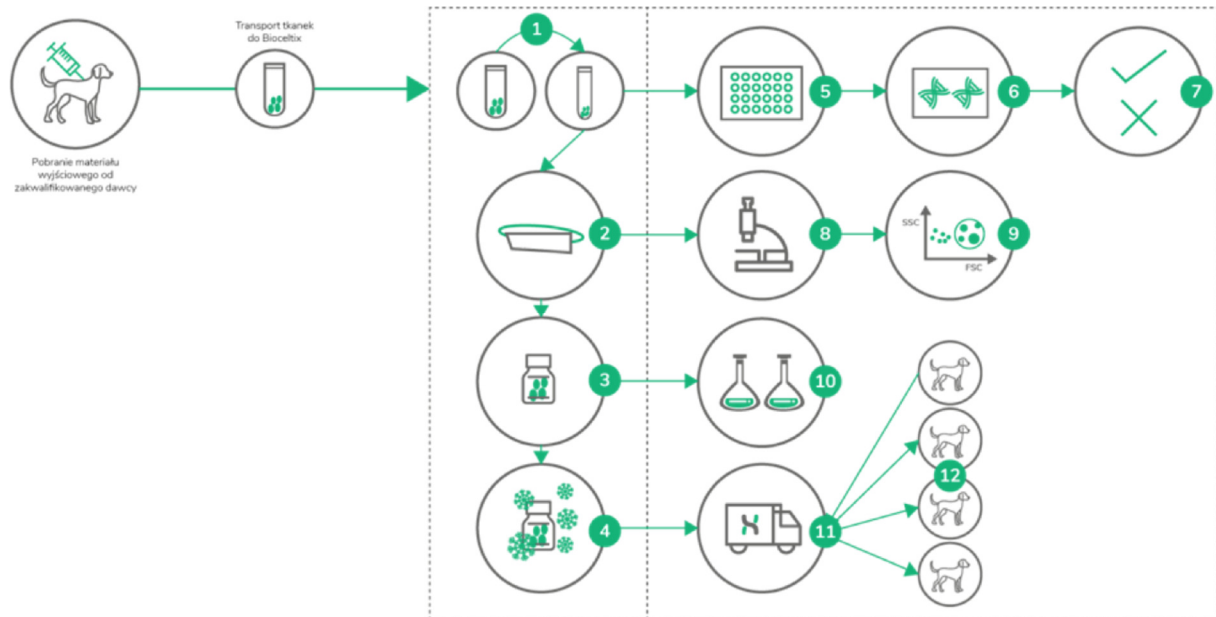 Transport tkanek
do Bioceltix
Pobranie materiału
wyjściowego od
zakwalifikowanego dawcy
1
5
6
7
2
8
SSC
FSC
9
3
10
4
11
12